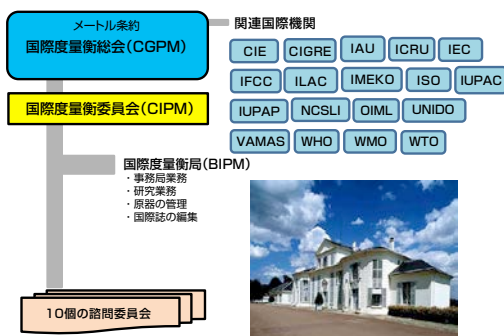 メートル条約
国際度量衡総会(CGPM)
関連国際機関
CIE CIGRE IAU ICRU IEC
IFCC ILAC IMEKO ISO IUPAC
IUPAP NCSLI OIML UNIDO
VAMAS WHO WMO WTO
国際度量衡委員会(CIPM)
国際度量衡局(BIPM)
・事務局業務
・研究業務
・原器の管理
・国際誌の編集
10個の諮問委員会